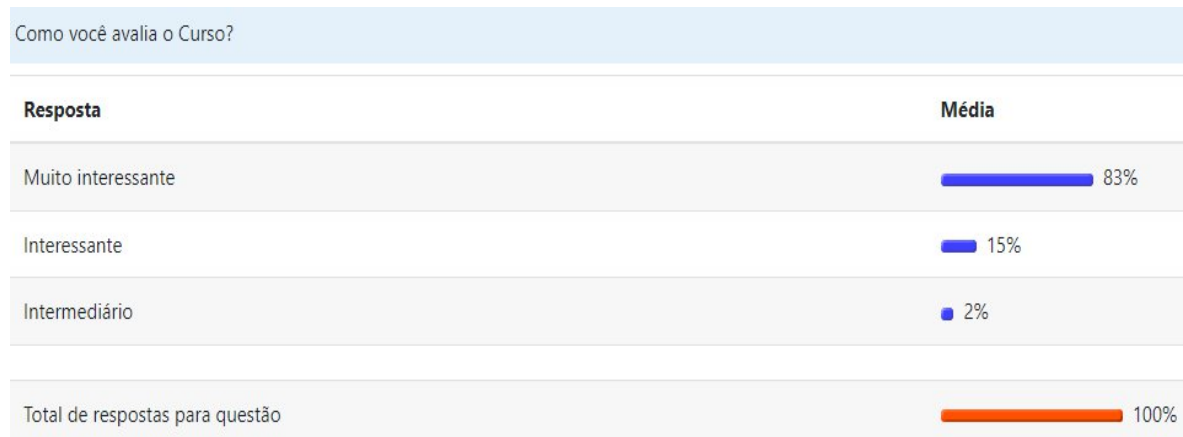 Como você avalia o Curso?
Resposta Média
Muito interessante 83%
Interessante 15%
Intermediário 2%
Total de respostas para questão 100%